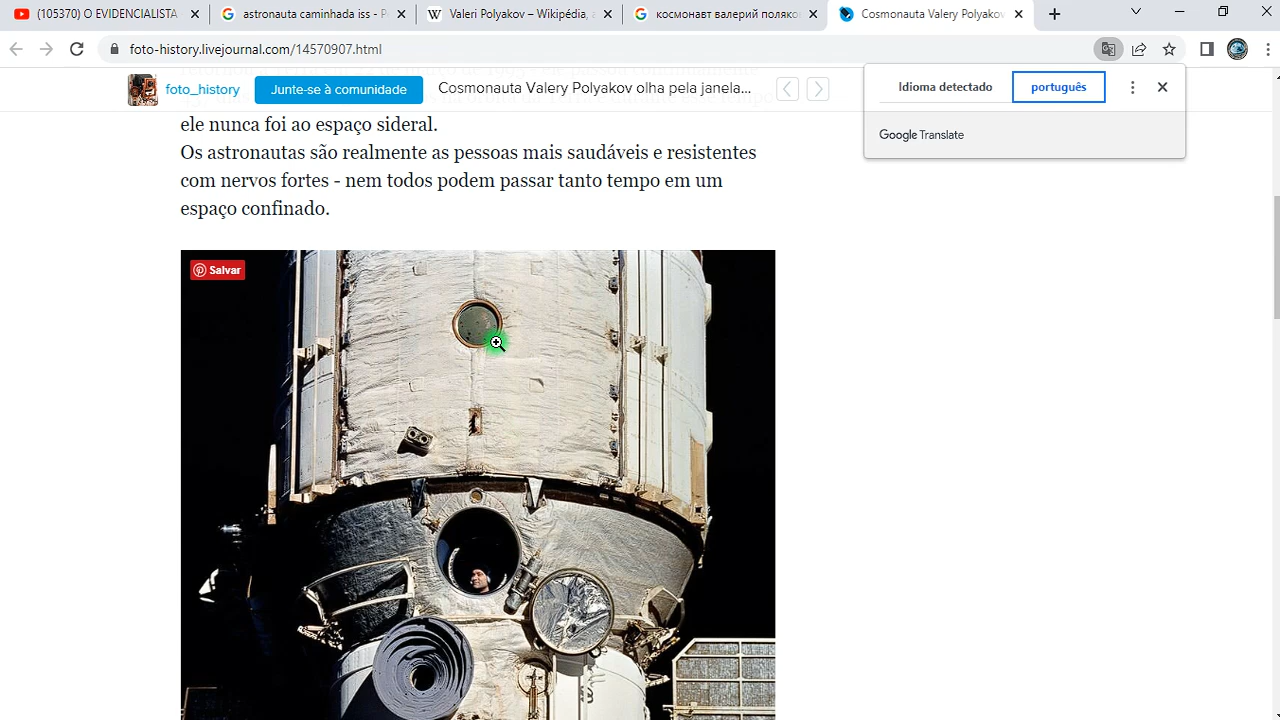 (105370) O EVIDENCIALISTA
astronauta caminhada iss - P
Valeri Polyakov – Wikipédia, a
космонавт валерий поляко
Cosmonauta Valery Polyakov
foto-history.livejournal.com/14570907.html
foto_history
Junte-se à comunidade
Cosmonauta Valery Polyakov olha pela janela...
Idioma detectado
português
Google Translate
ele nunca foi ao espaço sideral.
Os astronautas são realmente as pessoas mais saudáveis e resistentes
com nervos fortes - nem todos podem passar tanto tempo em um
espaço confinado.
Salvar